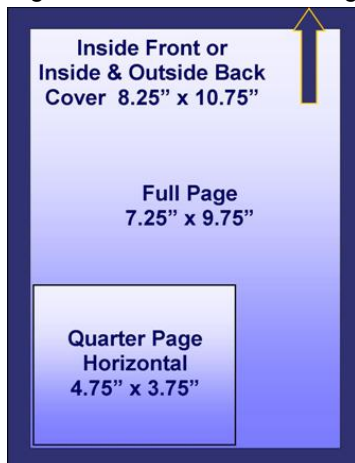 Inside Front or
Inside & Outside Back
Cover 8.25” x 10.75”
Full Page
7.25” x 9.75”
Quarter Page
Horizontal
4.75” x 3.75”